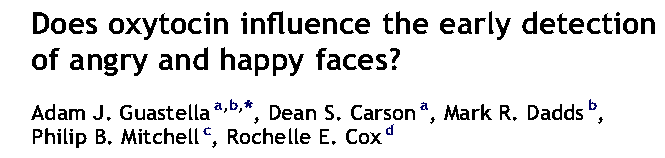 Does oxytocin influence the early detection
of angry and happy faces?
Adam J. Guastella a,b,*, Dean S. Carson a, Mark R. Dadds b,
Philip B. Mitchell c, Rochelle E. Cox d